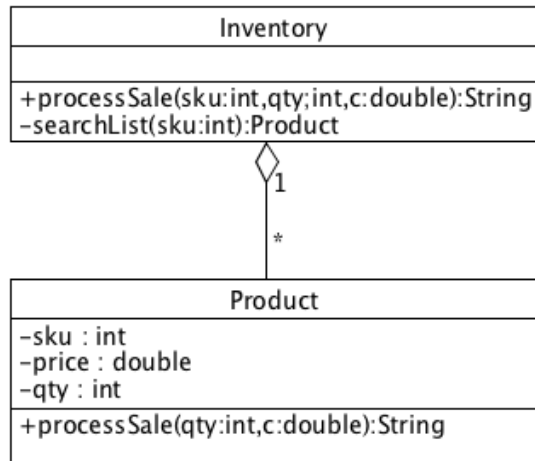 Inventory
+processSale(sku:int,qty;int,c:double):String
-searchList(sku:int):Product
1
*
Product
-sku : int
-price : double
-qty : int
+processSale(qty:int,c:double):String